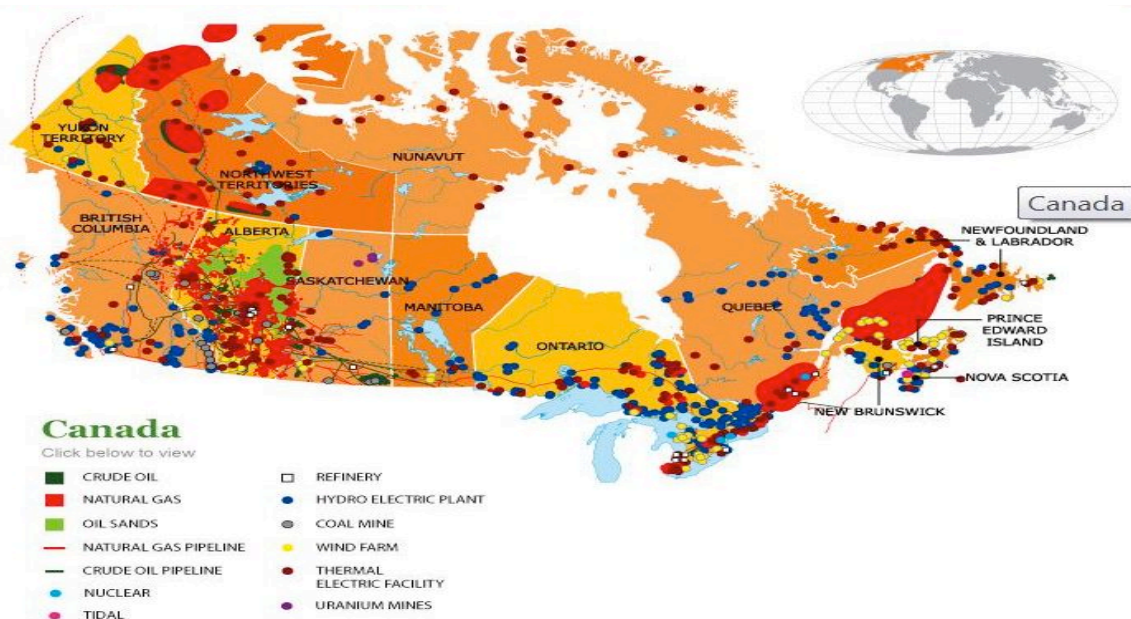 YUKON
TERRITORY
NUNAVUT
NORTHWEST
TERRITORIES
BRITISH
COLUMBIA
ALBERTA
SASKATCHEWAN
MANITOBA
ONTARIO
QUEBEC
Canada
NEWFOUNDLAND
& LABRADOR
PRINCE
EDWARD
ISLAND
NOVA SCOTIA
NEW BRUNSWICK
Canada
Click below to view
CRUDE OIL
NATURAL GAS
OIL SANDS
NATURAL GAS PIPELINE
CRUDE OIL PIPELINE
NUCLEAR
TIDAL
REFINERY
HYDRO ELECTRIC PLANT
COAL MINE
WIND FARM
THERMAL
ELECTRIC FACILITY
URANIUM MINES